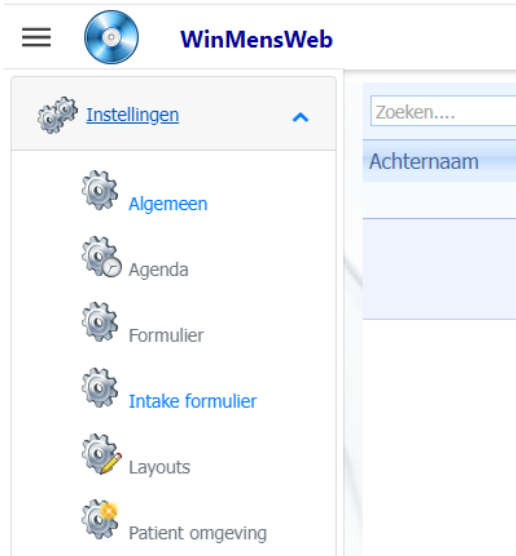 WinMensWeb
Instellingen
Algemeen
Agenda
Formulier
Intake formulier
Layouts
Patient omgeving
Zoeken....
Achternaam